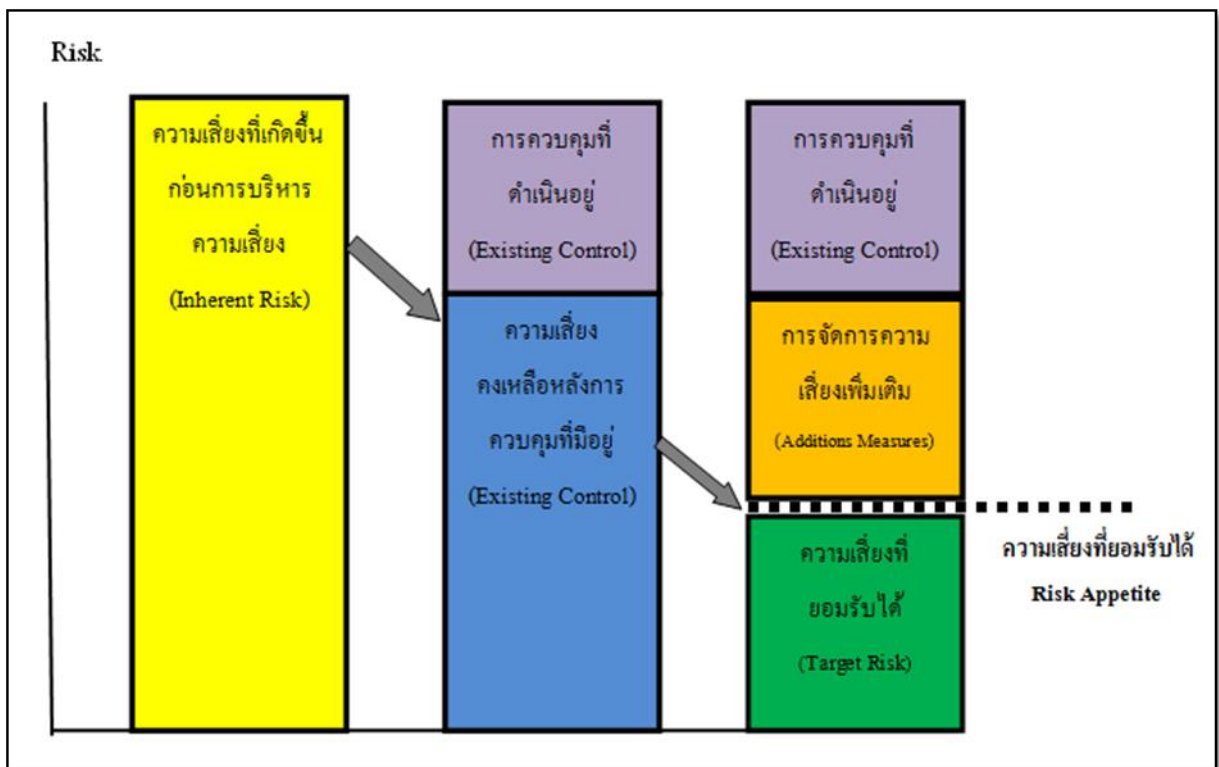 Risk
ความเสี่ยงที่เกิดขึ้น
ก่อนการบริหาร
ความเสี่ยง
(Inherent Risk)
การควบคุมที่
ดำเนินอยู่
(Existing Control)
ความเสี่ยง
คงเหลือหลังการ
ควบคุมที่มีอยู่
(Existing Control)
การควบคุมที่
ดำเนินอยู่
(Existing Control)
การจัดการความ
เสี่ยงเพิ่มเติม
(Additions Measures)
ความเสี่ยงที่
ยอมรับได้
(Target Risk)
ความเสี่ยงที่ยอมรับได้
Risk Appetite